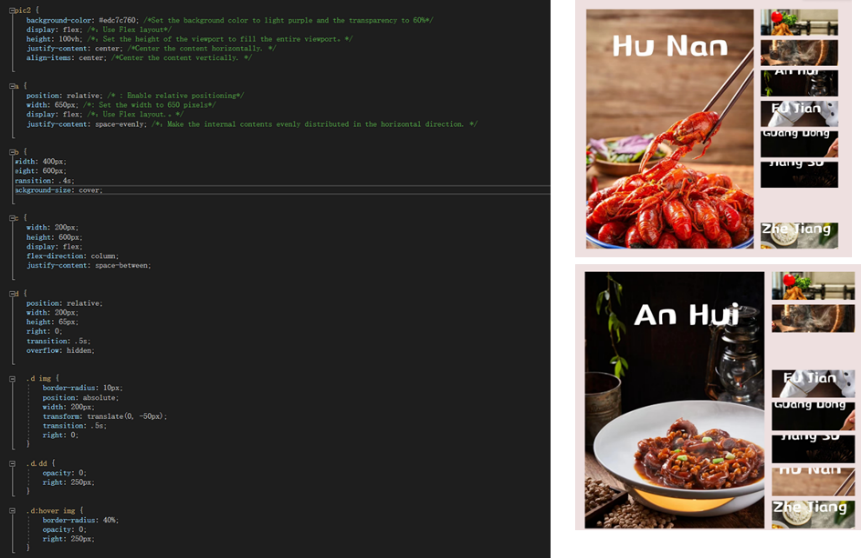 pic2 {
background-color: #edc7c760; /*Set the background color to light purple and the transparency to 60%*/
display: flex; /*：Use Flex layout*/
height: 100vh; /*：Set the height of the viewport to fill the entire viewport。*/
justify-content: center; /*Center the content horizontally. */
align-items: center; /*Center the content vertically. */
a {
position: relative; /* : Enable relative positioning*/
width: 650px; /*: Set the width to 650 pixels*/
display: flex; /*：Use Flex layout.。*/
justify-content: space-evenly; /*：Make the internal contents evenly distributed in the horizontal direction. */
b {
width: 400px;
eight: 600px;
ransition: .4s;
ackground-size: cover;
c {
width: 200px;
height: 600px;
display: flex;
flex-direction: column;
justify-content: space-between;
d {
position: relative;
width: 200px;
height: 65px;
right: 0;
transition: .5s;
overflow: hidden;
.d img {
border-radius: 10px;
position: absolute;
width: 200px;
transform: translate(0, -50px);
transition: .5s;
right: 0;
}
.d.dd {
opacity: 0;
right: 250px;
}
.d:hover img {
border-radius: 40%;
opacity: 0;
right: 250px;
}
Hu Nan
An Hui
Fu Jian
Guang Dong
Jiang Su
Zhe Jiang
An Hui
Fu Jian
Guang Dong
Jiang Su
Hu Nan
Zhe Jiang